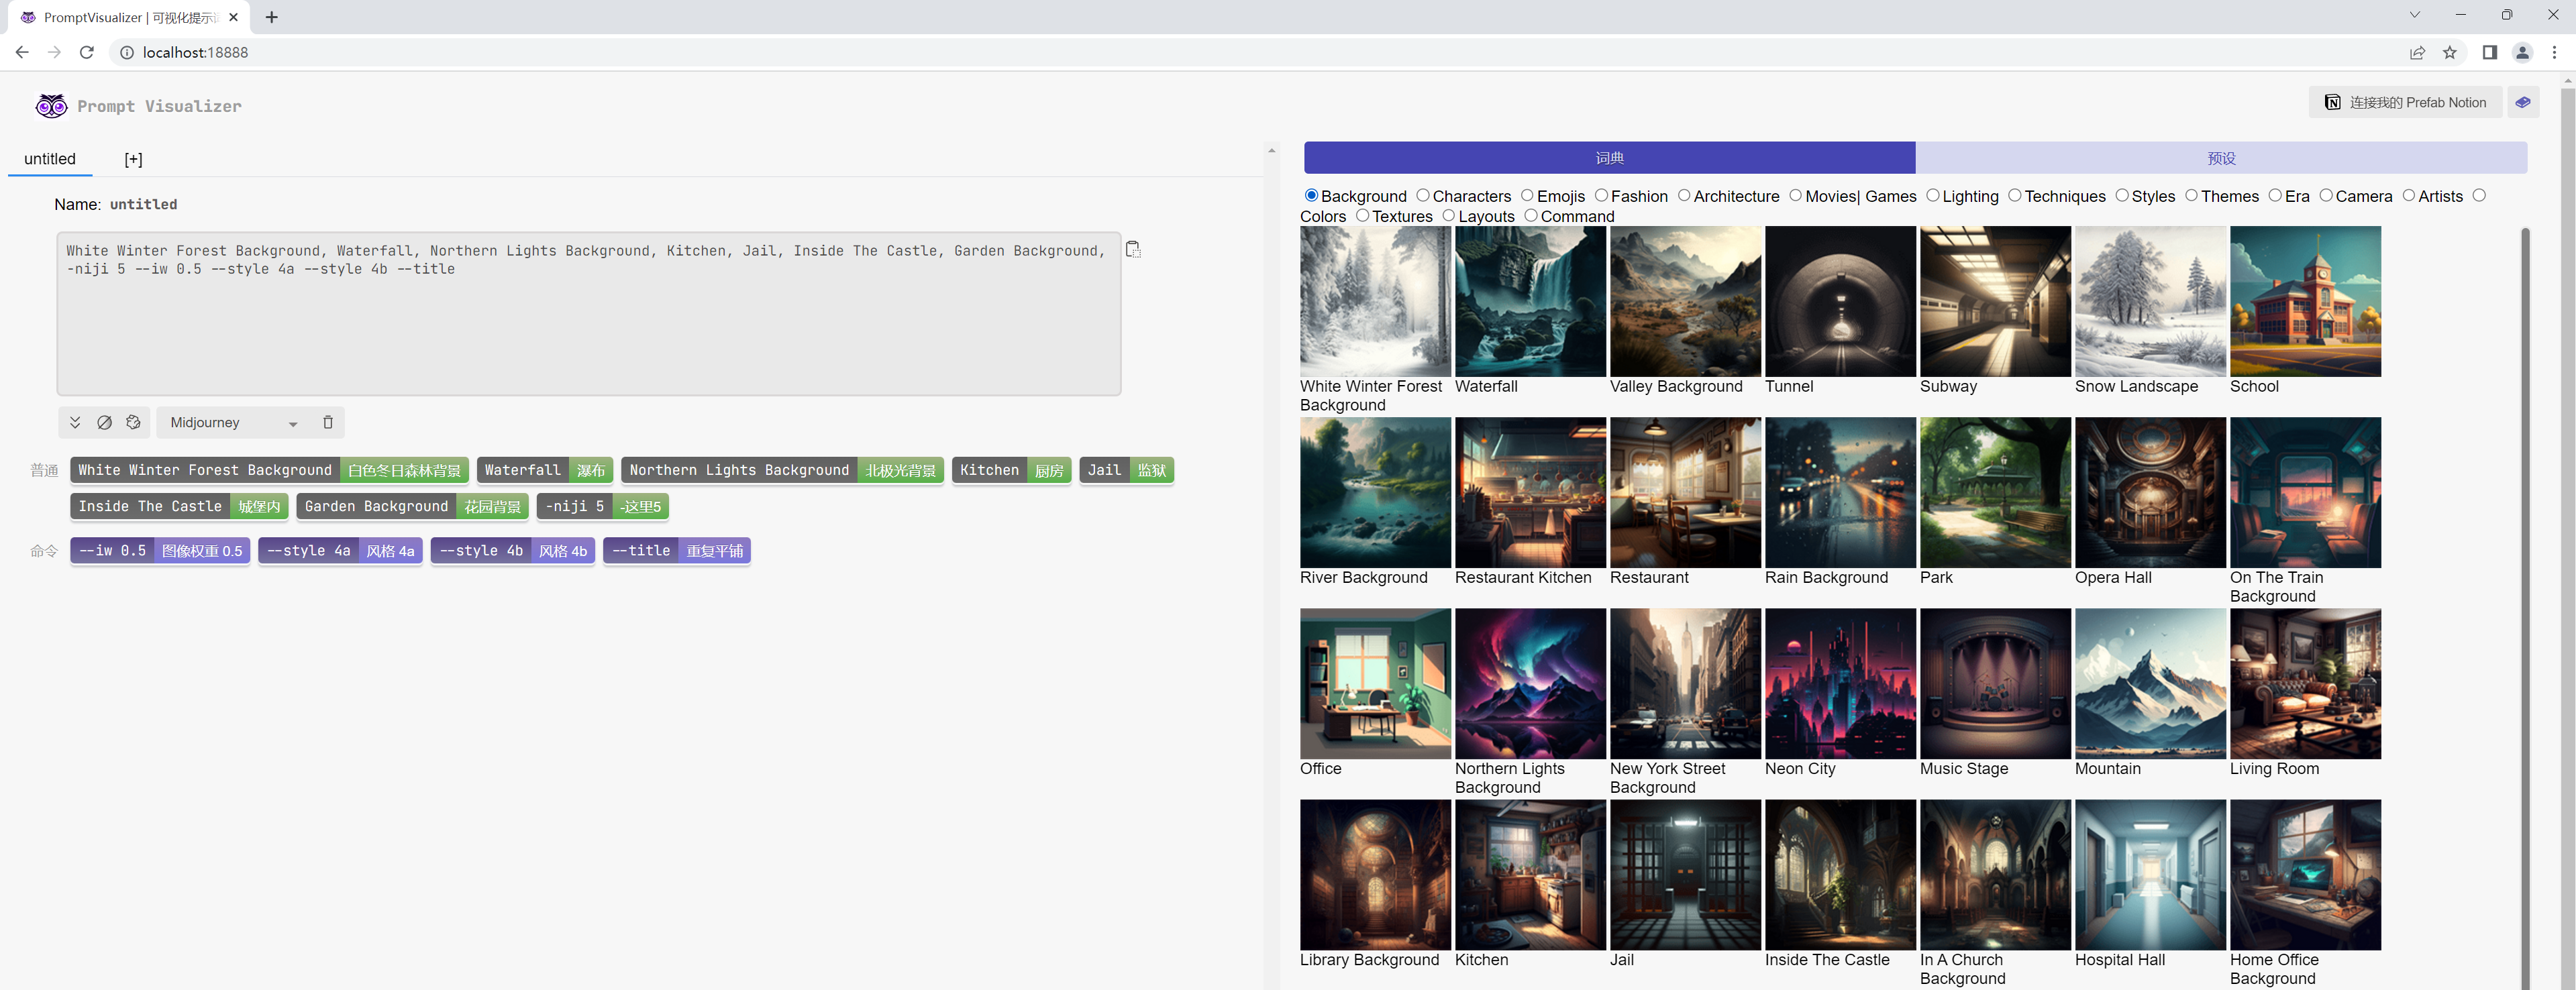 PromptVisualizer | 可视化提示
localhost:18888
Prompt Visualizer
连接我的 Prefab Notion
untitled
[+]
Name: untitled
White Winter Forest Background, Waterfall, Northern Lights Background, Kitchen, Jail, Inside The Castle, Garden Background,
-niji 5 --iw 0.5 --style 4a --style 4b --title
Midjourney
普通 White Winter Forest Background 白色冬日森林背景 Waterfall 瀑布 Northern Lights Background 北极光背景 Kitchen 厨房 Jail 监狱
Inside The Castle 城堡内 Garden Background 花园背景 -niji 5 -这里5
命令 --iw 0.5 图像权重 0.5 --style 4a 风格 4a --style 4b 风格 4b --title 重复平铺
词典 预设
Background Characters Emojis Fashion Architecture Movies| Games Lighting Techniques Styles Themes Era Camera Artists
Colors Textures Layouts Command
White Winter Forest Waterfall Valley Background Tunnel Subway Snow Landscape School
Background
River Background Restaurant Kitchen Restaurant Rain Background Park Opera Hall On The Train
Background
Office Northern Lights New York Street Neon City Music Stage Mountain Living Room
Background Background
Library Background Kitchen Jail Inside The Castle In A Church Hospital Hall Home Office
Background Background